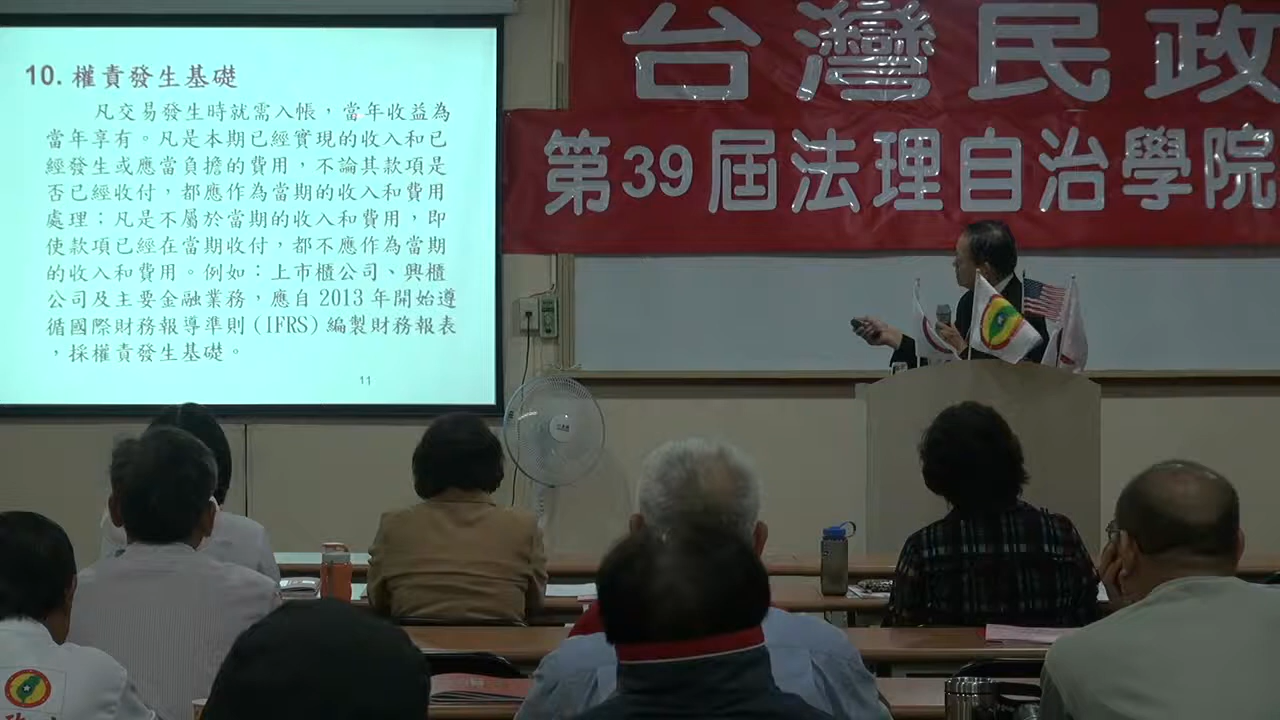 10. 權責發生基礎
凡交易發生時就需入帳，當年收益為
當年享有。凡是本期已經實現的收入和已
經發生或應當負擔的費用，不論其款項是
否已經收付，都應作為當期的收入和費用
處理；凡是不屬於當期的收入和費用，即
使款項已經在當期收付，都不應作為當期
的收入和費用。例如：上市櫃公司、興櫃
公司及主要金融業務，應自 2013 年開始遵
循國際財務報導準則(IFRS)編製財務報表
，採權責發生基礎。
11
台灣民政
第39屆法理自治學院